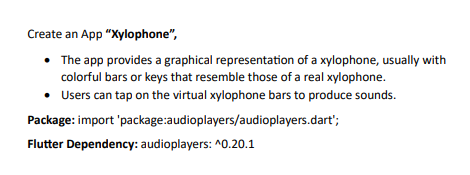 Create an App “Xylophone”,
• The app provides a graphical representation of a xylophone, usually with
colorful bars or keys that resemble those of a real xylophone.
• Users can tap on the virtual xylophone bars to produce sounds.
Package: import 'package:audioplayers/audioplayers.dart';
Flutter Dependency: audioplayers: ^0.20.1